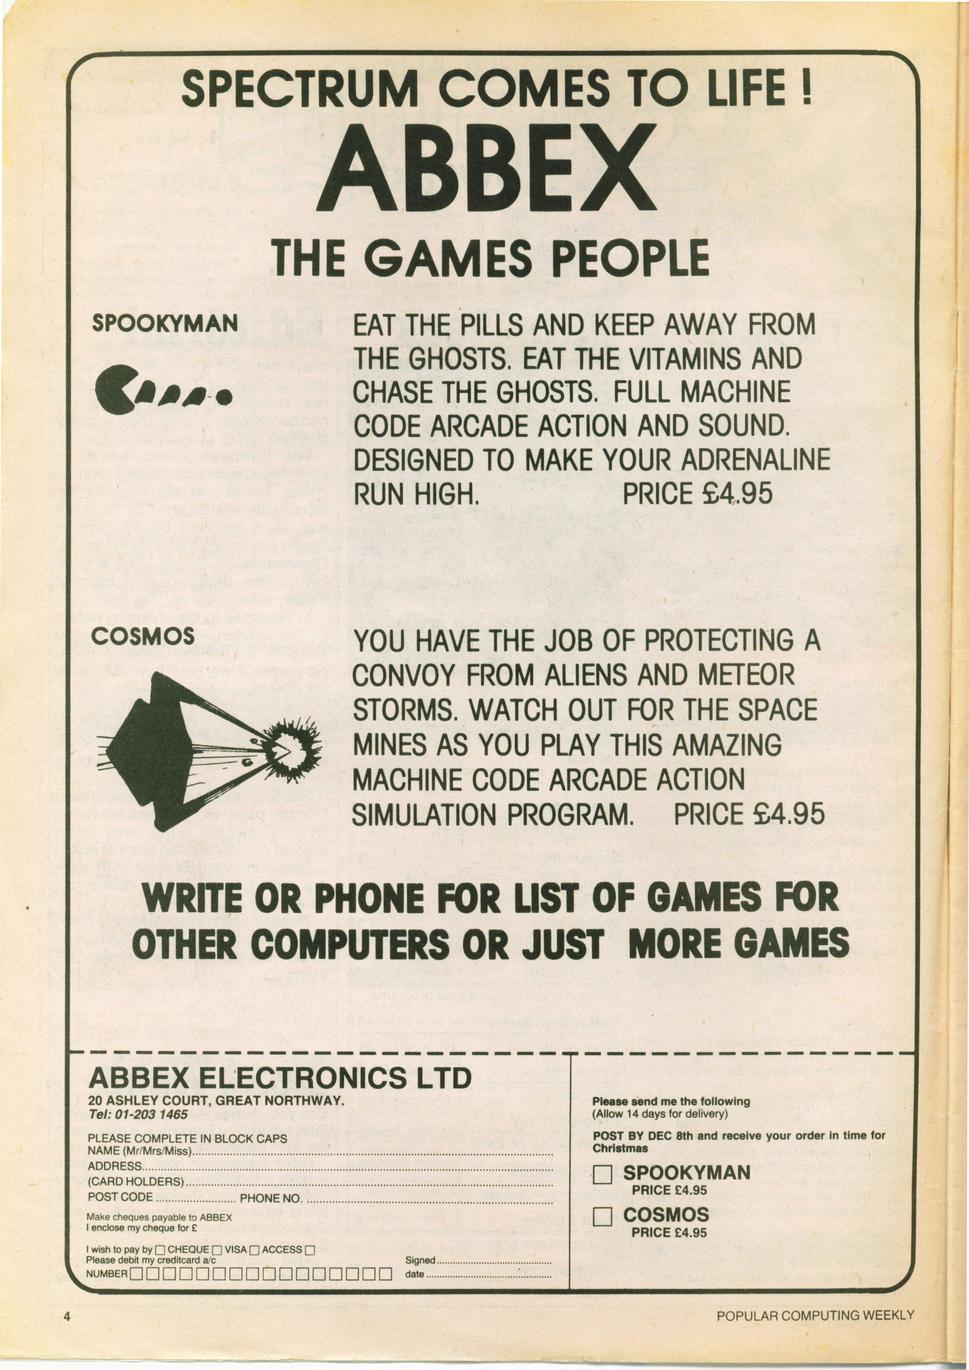 SPECTRUM COMES TO LIFE !
ABBEX
THE GAMES PEOPLE
SPOOKYMAN
EAT THE PILLS AND KEEP AWAY FROM
THE GHOSTS. EAT THE VITAMINS AND
CHASE THE GHOSTS. FULL MACHINE
CODE ARCADE ACTION AND SOUND.
DESIGNED TO MAKE YOUR ADRENALINE
RUN HIGH. PRICE £4.95
COSMOS
YOU HAVE THE JOB OF PROTECTING A
CONVOY FROM ALIENS AND METEOR
STORMS. WATCH OUT FOR THE SPACE
MINES AS YOU PLAY THIS AMAZING
MACHINE CODE ARCADE ACTION
SIMULATION PROGRAM. PRICE £4.95
WRITE OR PHONE FOR LIST OF GAMES FOR
OTHER COMPUTERS OR JUST MORE GAMES
ABBEX ELECTRONICS LTD
20 ASHLEY COURT, GREAT NORTHWAY.
Tel: 01-203 1465
PLEASE COMPLETE IN BLOCK CAPS
NAME (Mr/Mrs/Miss)
ADDRESS
(CARD HOLDERS)
POST CODE PHONE NO.
Make cheques payable to ABBEX
I enclose my cheque for £
I wish to pay by CHEQUE VISA ACCESS
Please debit my creditcard a/c Signed
NUMBER date
Please send me the following
(Allow 14 days for delivery)
POST BY DEC 8th and receive your order in time for
Christmas
SPOOKYMAN
PRICE £4.95
COSMOS
PRICE £4.95
4 POPULAR COMPUTING WEEKLY